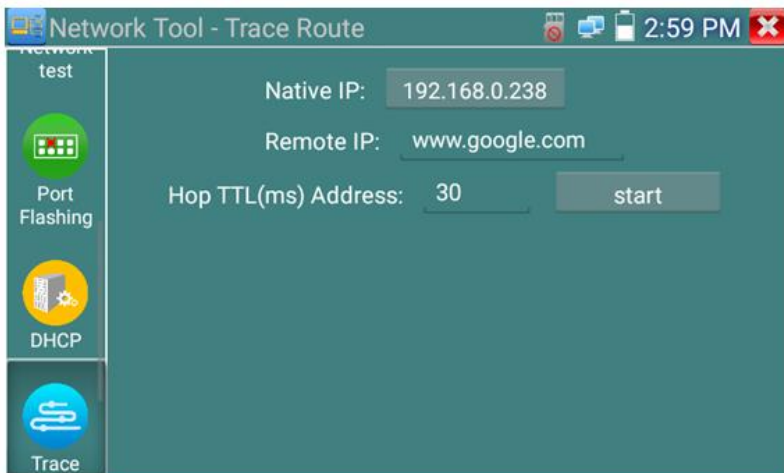 Network Tool - Trace Route
2:59 PM
Network
test
Port
Flashing
DHCP
Trace
Native IP: 192.168.0.238
Remote IP: www.google.com
Hop TTL(ms) Address: 30 start